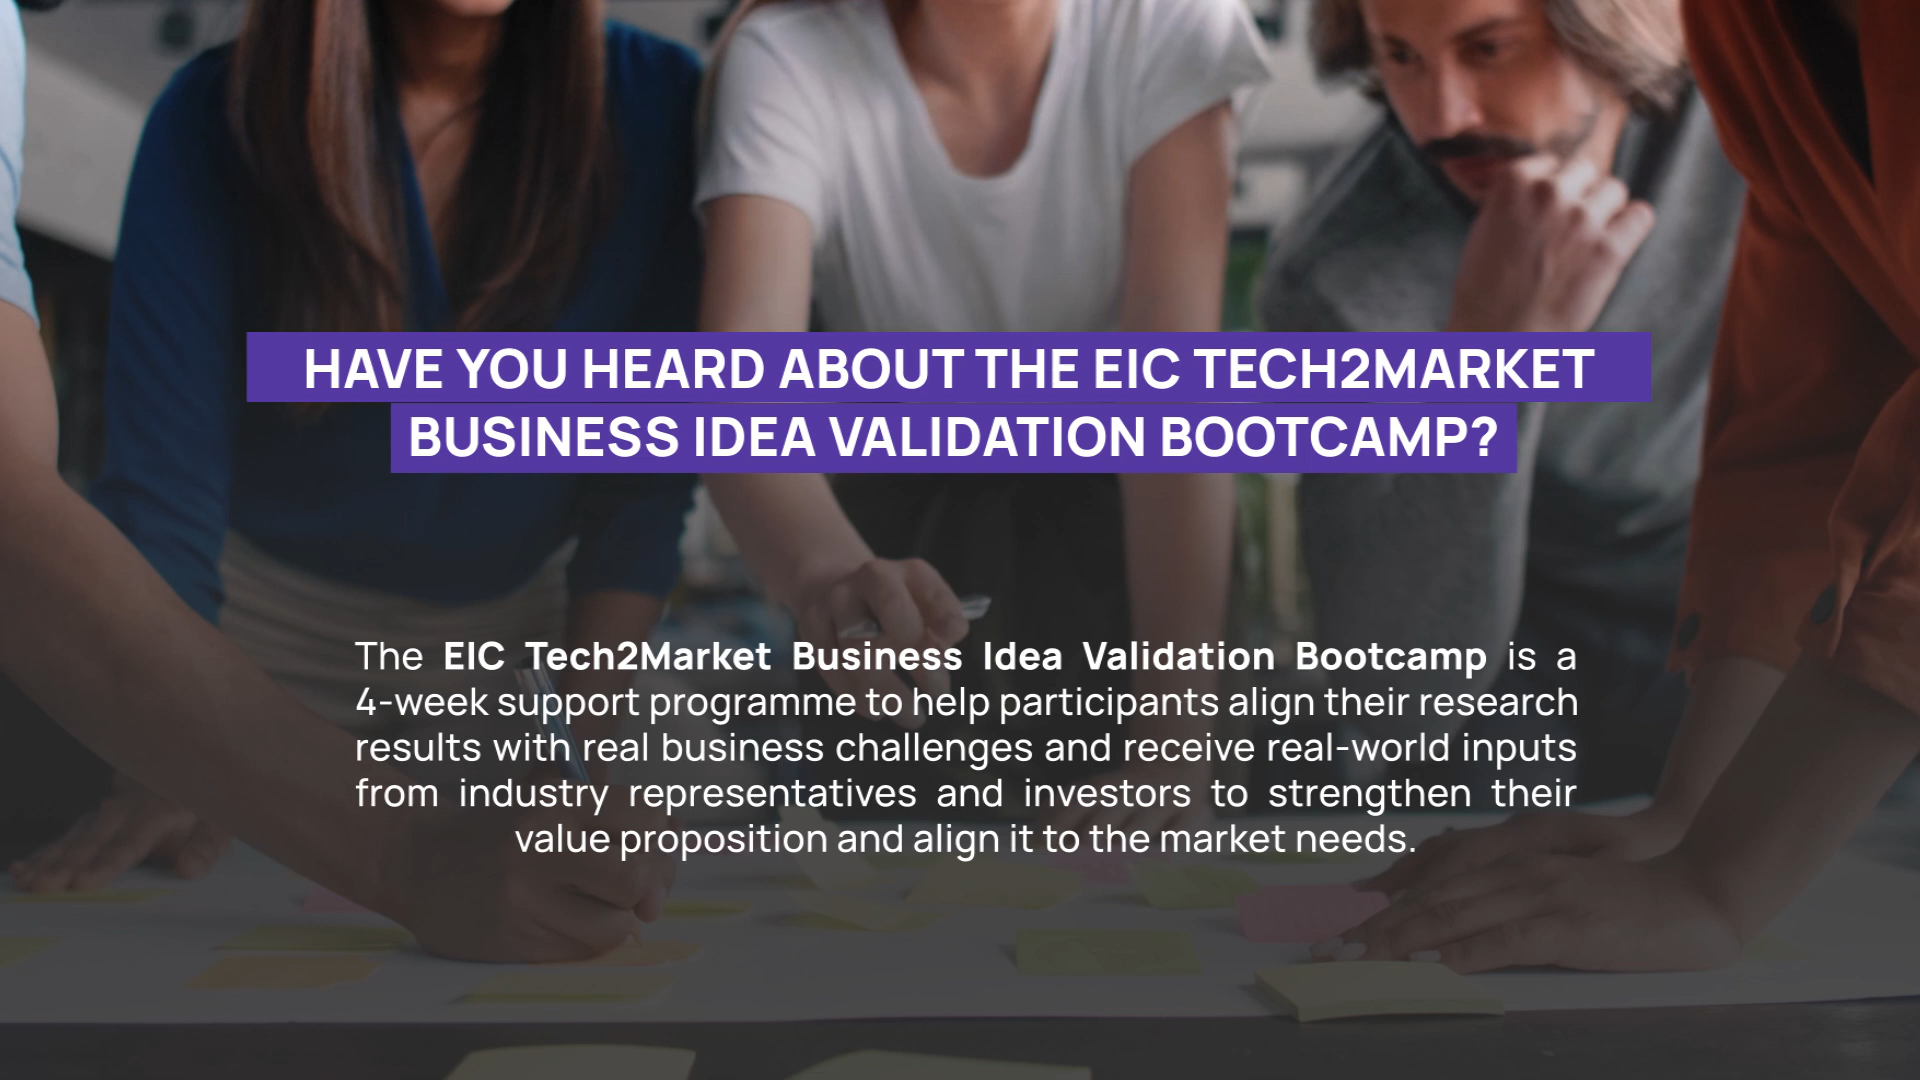 HAVE YOU HEARD ABOUT THE EIC TECH2MARKET
BUSINESS IDEA VALIDATION BOOTCAMP?
The EIC Tech2Market Business Idea Validation Bootcamp is a
4-week support programme to help participants align their research
results with real business challenges and receive real-world inputs
from industry representatives and investors to strengthen their
value proposition and align it to the market needs.